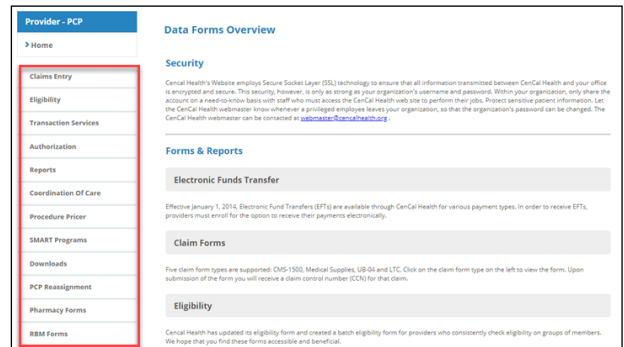 Provider - PCP
> Home
Claims Entry
Eligibility
Transaction Services
Authorization
Reports
Coordination Of Care
Procedure Pricer
SMART Programs
Downloads
PCP Reassignment
Pharmacy Forms
RBM Forms
Data Forms Overview
Security
Cencal Health's Website employs Secure Socket Layer (SSL) technology to ensure that all information transmitted between CenCal Health and your office
is encrypted and secure. This security, however, is only as strong as your organization's username and password. Within your organization, only share the
account on a need-to-know basis with staff who must access the CenCal Health web site to perform their jobs. Protect sensitive patient information. Let
the CenCal Health webmaster know whenever a privileged employee leaves your organization, so that the organization's password can be changed. The
CenCal Health webmaster can be contacted at webmaster@cencalhealth.org .
Forms & Reports
Electronic Funds Transfer
Effective January 1, 2014, Electronic Fund Transfers (EFTs) are available through CenCal Health for various payment types. In order to receive EFTs,
providers must enroll for the option to receive their payments electronically.
Claim Forms
Five claim form types are supported: CMS-1500, Medical Supplies, UB-04 and LTC. Click on the claim form type on the left to view the form. Upon
submission of the form you will receive a claim control number (CCN) for that claim.
Eligibility
Cencal Health has updated its eligibility form and created a batch eligibility form for providers who consistently check eligibility on groups of members.
We hope that you find these forms accessible and beneficial.